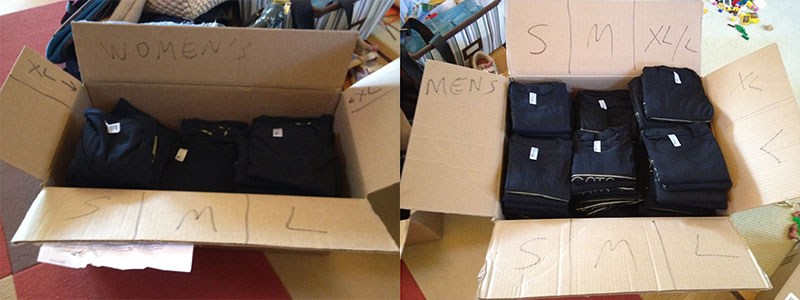 WOMEN'S
XL
XL
S | M | L
S | M | XL/L
MENS
XL
L
S | M | L